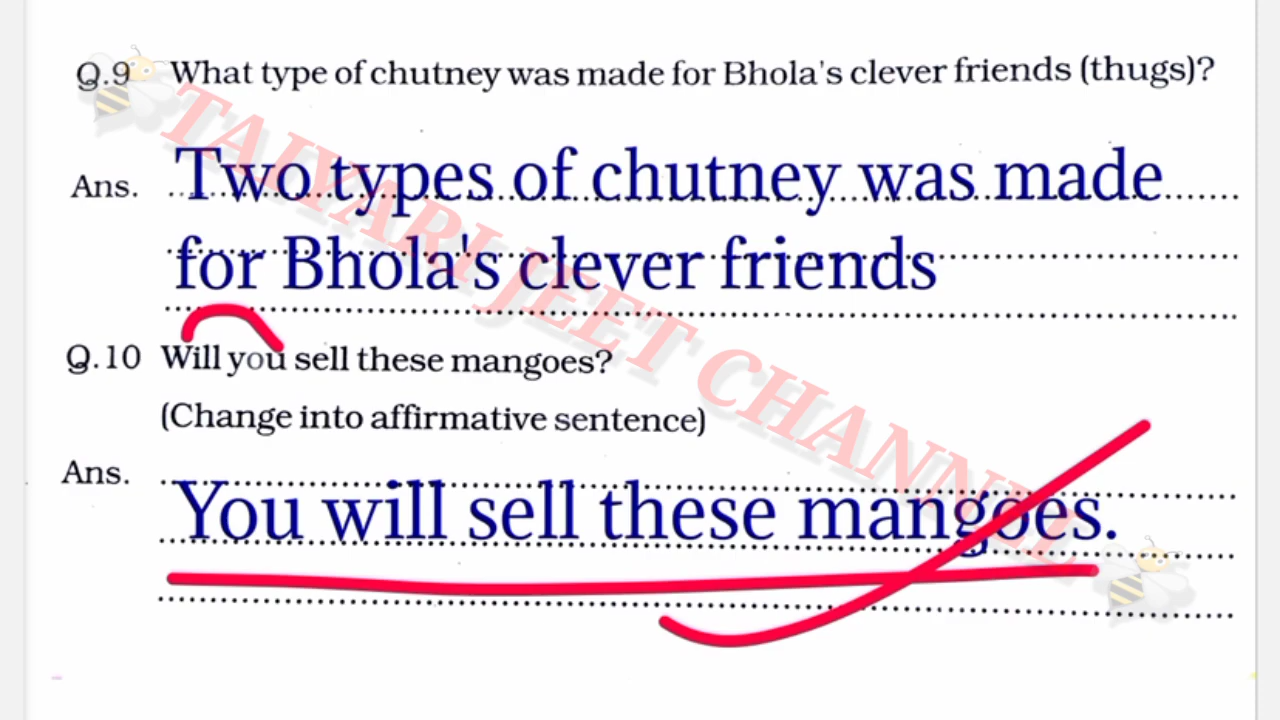 Q.9 What type of chutney was made for Bhola's clever friends (thugs)?
Ans. Two types of chutney was made
for Bhola's clever friends
Q.10 Will you sell these mangoes?
(Change into affirmative sentence)
Ans.
You will sell these mangoes.
TAIYARI JEET CHANNEL